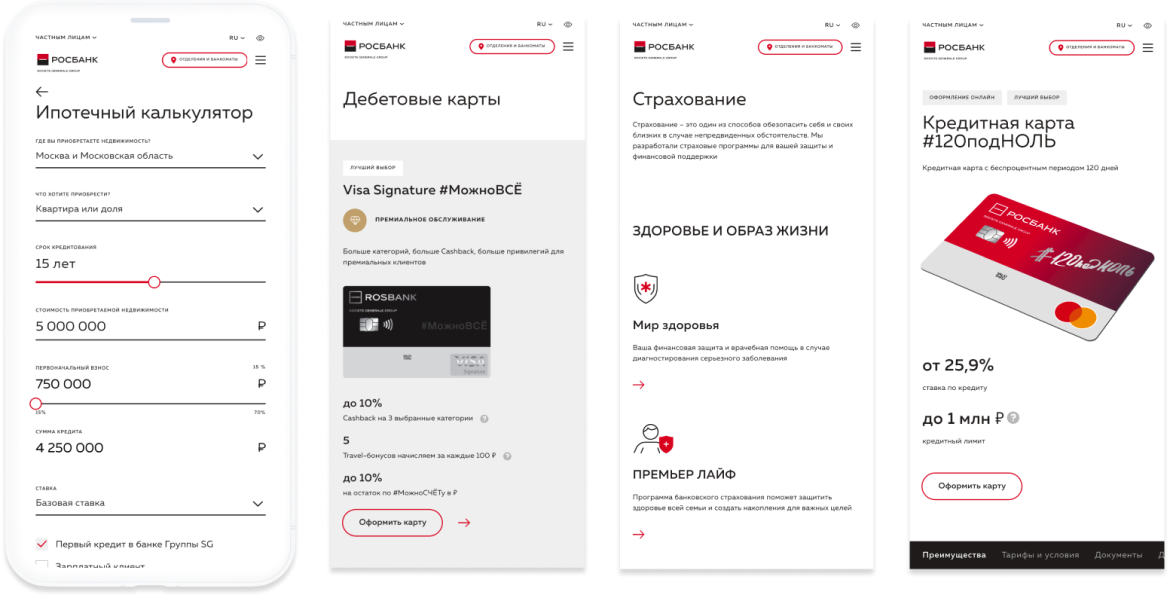 ЧАСТНЫМ ЛИЦАМ
RU
РОСБАНК
SOCIETE GENERALE GROUP
ОТДЕЛЕНИЯ И БАНКОМАТЫ
Ипотечный калькулятор
ГДЕ ВЫ ПРИОБРЕТАЕТЕ НЕДВИЖИМОСТЬ?
Москва и Московская область
ЧТО ХОТИТЕ ПРИОБРЕСТИ?
Квартира или доля
СРОК КРЕДИТОВАНИЯ
15 лет
СТОИМОСТЬ ПРИОБРЕТАЕМОЙ НЕДВИЖИМОСТИ
5 000 000 ₽
ПЕРВОНАЧАЛЬНЫЙ ВЗНОС 15 %
750 000 ₽
15% 70%
СУММА КРЕДИТА
4 250 000 ₽
СТАВКА
Базовая ставка
Первый кредит в банке Группы SG
Зарплатный клиент
ЧАСТНЫМ ЛИЦАМ
RU
РОСБАНК
SOCIETE GENERALE GROUP
ОТДЕЛЕНИЯ И БАНКОМАТЫ
Дебетовые карты
ЛУЧШИЙ ВЫБОР
Visa Signature #МожноВСЁ
ПРЕМИАЛЬНОЕ ОБСЛУЖИВАНИЕ
Больше категорий, больше Cashback, больше привилегий для
премиальных клиентов
ROSBANK
SOCIETE GENERALE GROUP
#МожноВСЁ
VISA
Signature
до 10%
Cashback на 3 выбранные категории ?
5
Travel-бонусов начисляем за каждые 100 ₽ ?
до 10%
на остаток по #МожноСЧЁТу в ₽
Оформить карту
ЧАСТНЫМ ЛИЦАМ
RU
РОСБАНК
SOCIETE GENERALE GROUP
ОТДЕЛЕНИЯ И БАНКОМАТЫ
Страхование
Страхование – это один из способов обезопасить себя и своих
близких в случае непредвиденных обстоятельств. Мы
разработали страховые программы для вашей защиты и
финансовой поддержки
ЗДОРОВЬЕ И ОБРАЗ ЖИЗНИ
Мир здоровья
Ваша финансовая защита и врачебная помощь в случае
диагностирования серьезного заболевания
ПРЕМЬЕР ЛАЙФ
Программа банковского страхования поможет защитить
здоровье всей семьи и создать накопления для важных целей
ЧАСТНЫМ ЛИЦАМ
RU
РОСБАНК
SOCIETE GENERALE GROUP
ОТДЕЛЕНИЯ И БАНКОМАТЫ
ОФОРМЛЕНИЕ ОНЛАЙН ЛУЧШИЙ ВЫБОР
Кредитная карта
#120подНОЛЬ
Кредитная карта с беспроцентным периодом 120 дней
РОСБАНК
SOCIETE GENERALE GROUP
#120подНОЛЬ
от 25,9%
ставка по кредиту
до 1 млн ₽ ?
кредитный лимит
Оформить карту
Преимущества Тарифы и условия Документы